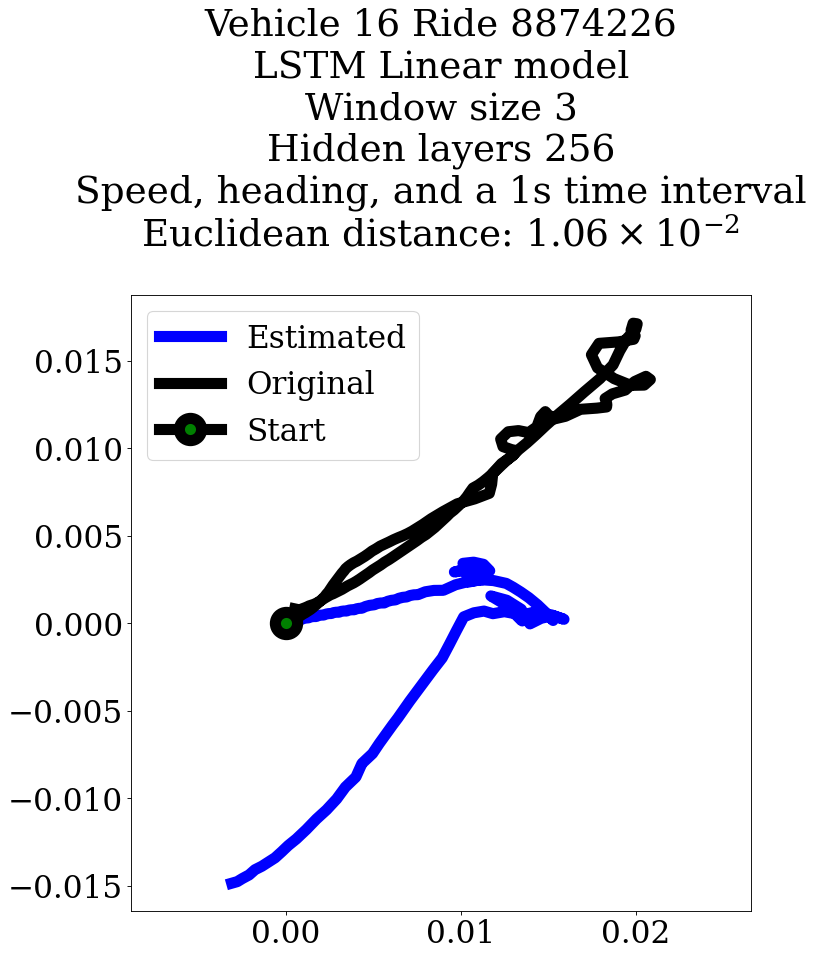 Vehicle 16 Ride 8874226
LSTM Linear model
Window size 3
Hidden layers 256
Speed, heading, and a 1s time interval
Euclidean distance: 1.06 × 10⁻²
Estimated
Original
Start
0.015
0.010
0.005
0.000
−0.005
−0.010
−0.015
0.00 0.01 0.02